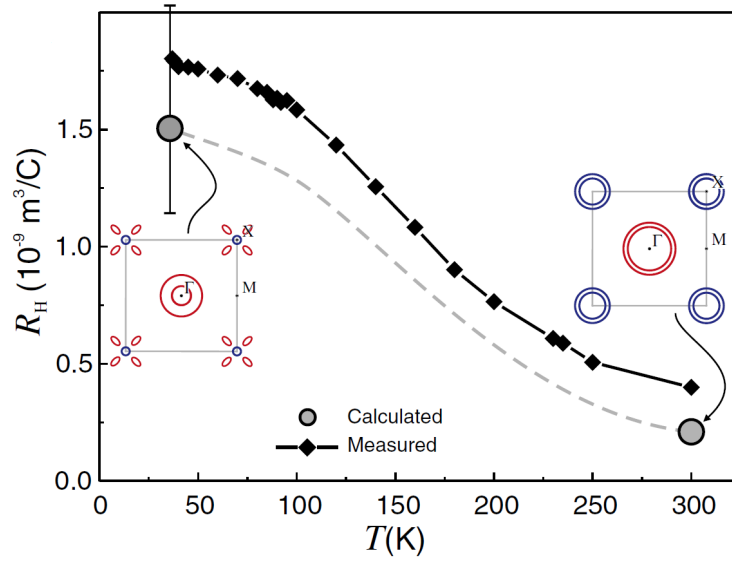 R_H (10⁻⁹ m³/C)
1.5
1.0
0.5
0.0
X
Γ
M
X
Γ
M
Calculated
Measured
0 50 100 150 200 250 300
T(K)